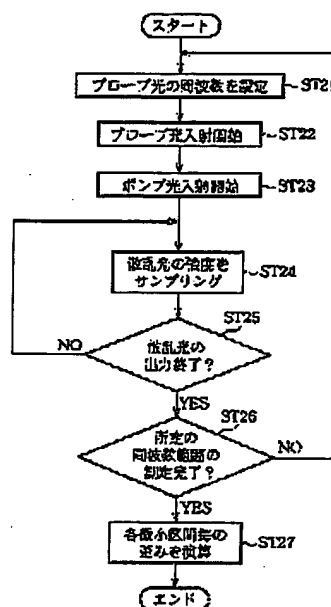 スタート
プローブ光の周波数を設定
ST21
プローブ光入射開始
ST22
ポンプ光入射開始
ST23
散乱光の強度を
サンプリング
ST24
ST25
散乱光の
出力終了？
NO
YES
ST26
所定の
周波数範囲の
測定完了？
NO
YES
各微小区間毎の
歪みを演算
ST27
エンド